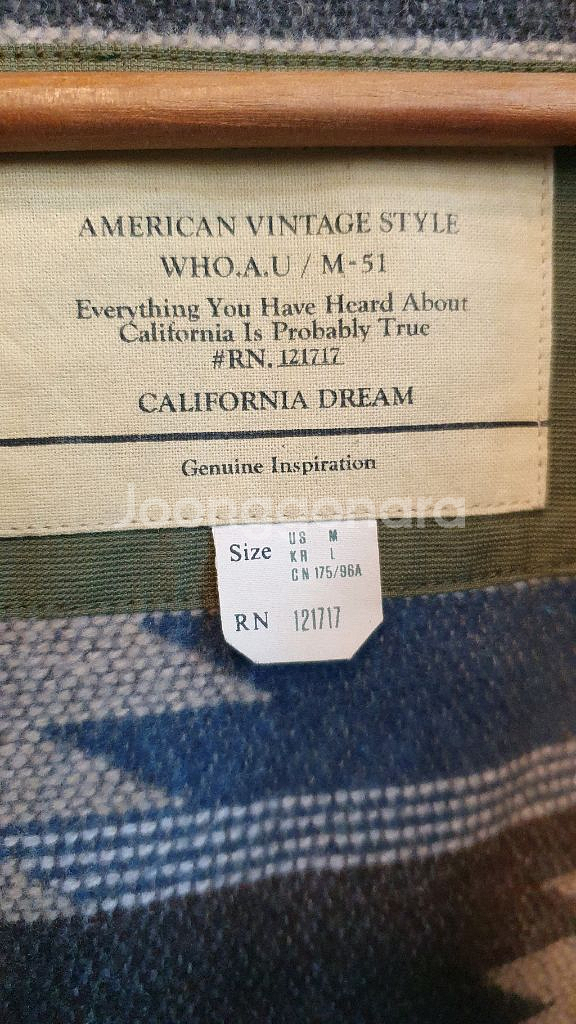 AMERICAN VINTAGE STYLE
WHO.A.U / M-51
Everything You Have Heard About
California Is Probably True
#RN. 121717
CALIFORNIA DREAM
Genuine Inspiration
Joonggonara
Size US M
KR L
CN 175/96A
RN 121717